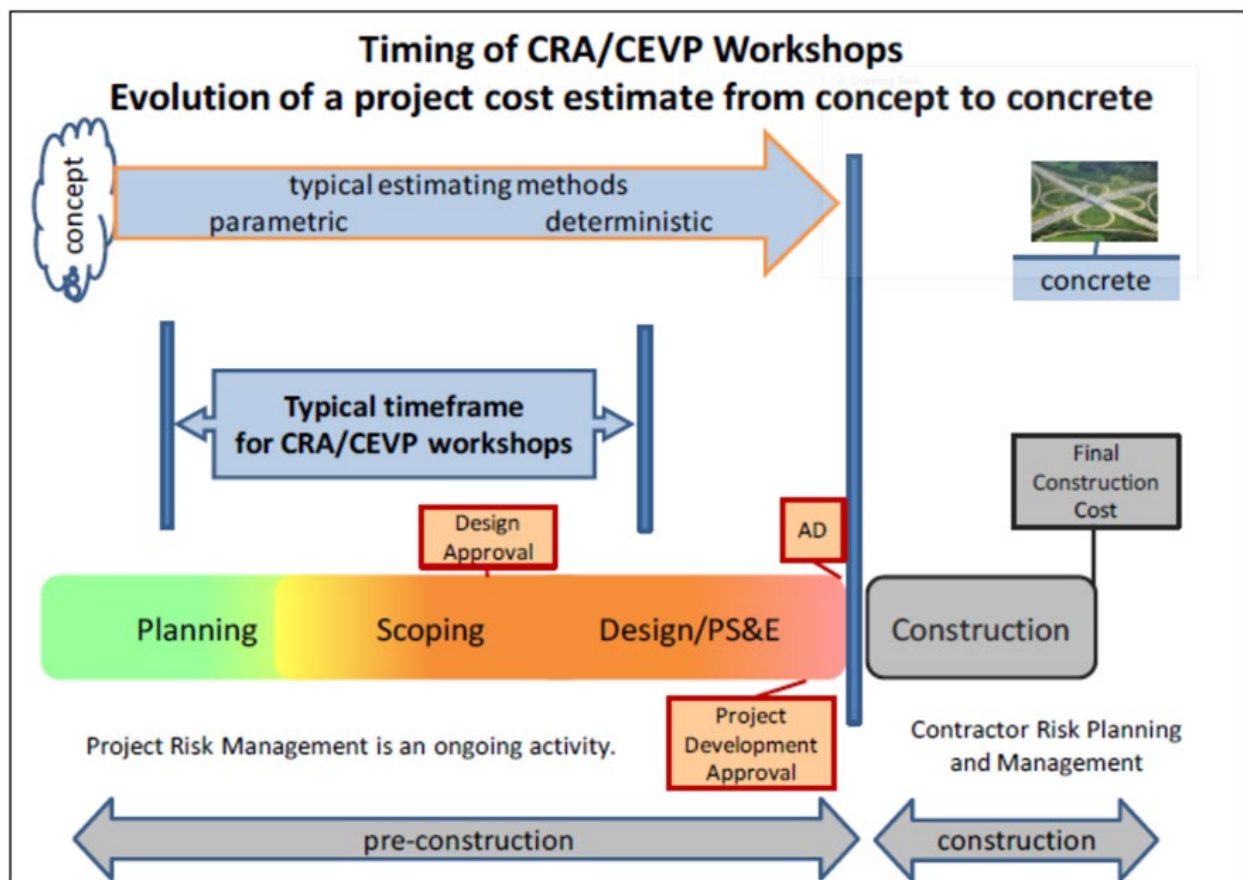 Timing of CRA/CEVP Workshops
Evolution of a project cost estimate from concept to concrete
concept
typical estimating methods
parametric deterministic
concrete
Typical timeframe
for CRA/CEVP workshops
Final
Construction
Cost
Design
Approval
AD
Planning Scoping Design/PS&E Construction
Project
Development
Approval
Project Risk Management is an ongoing activity.
Contractor Risk Planning
and Management
pre-construction construction